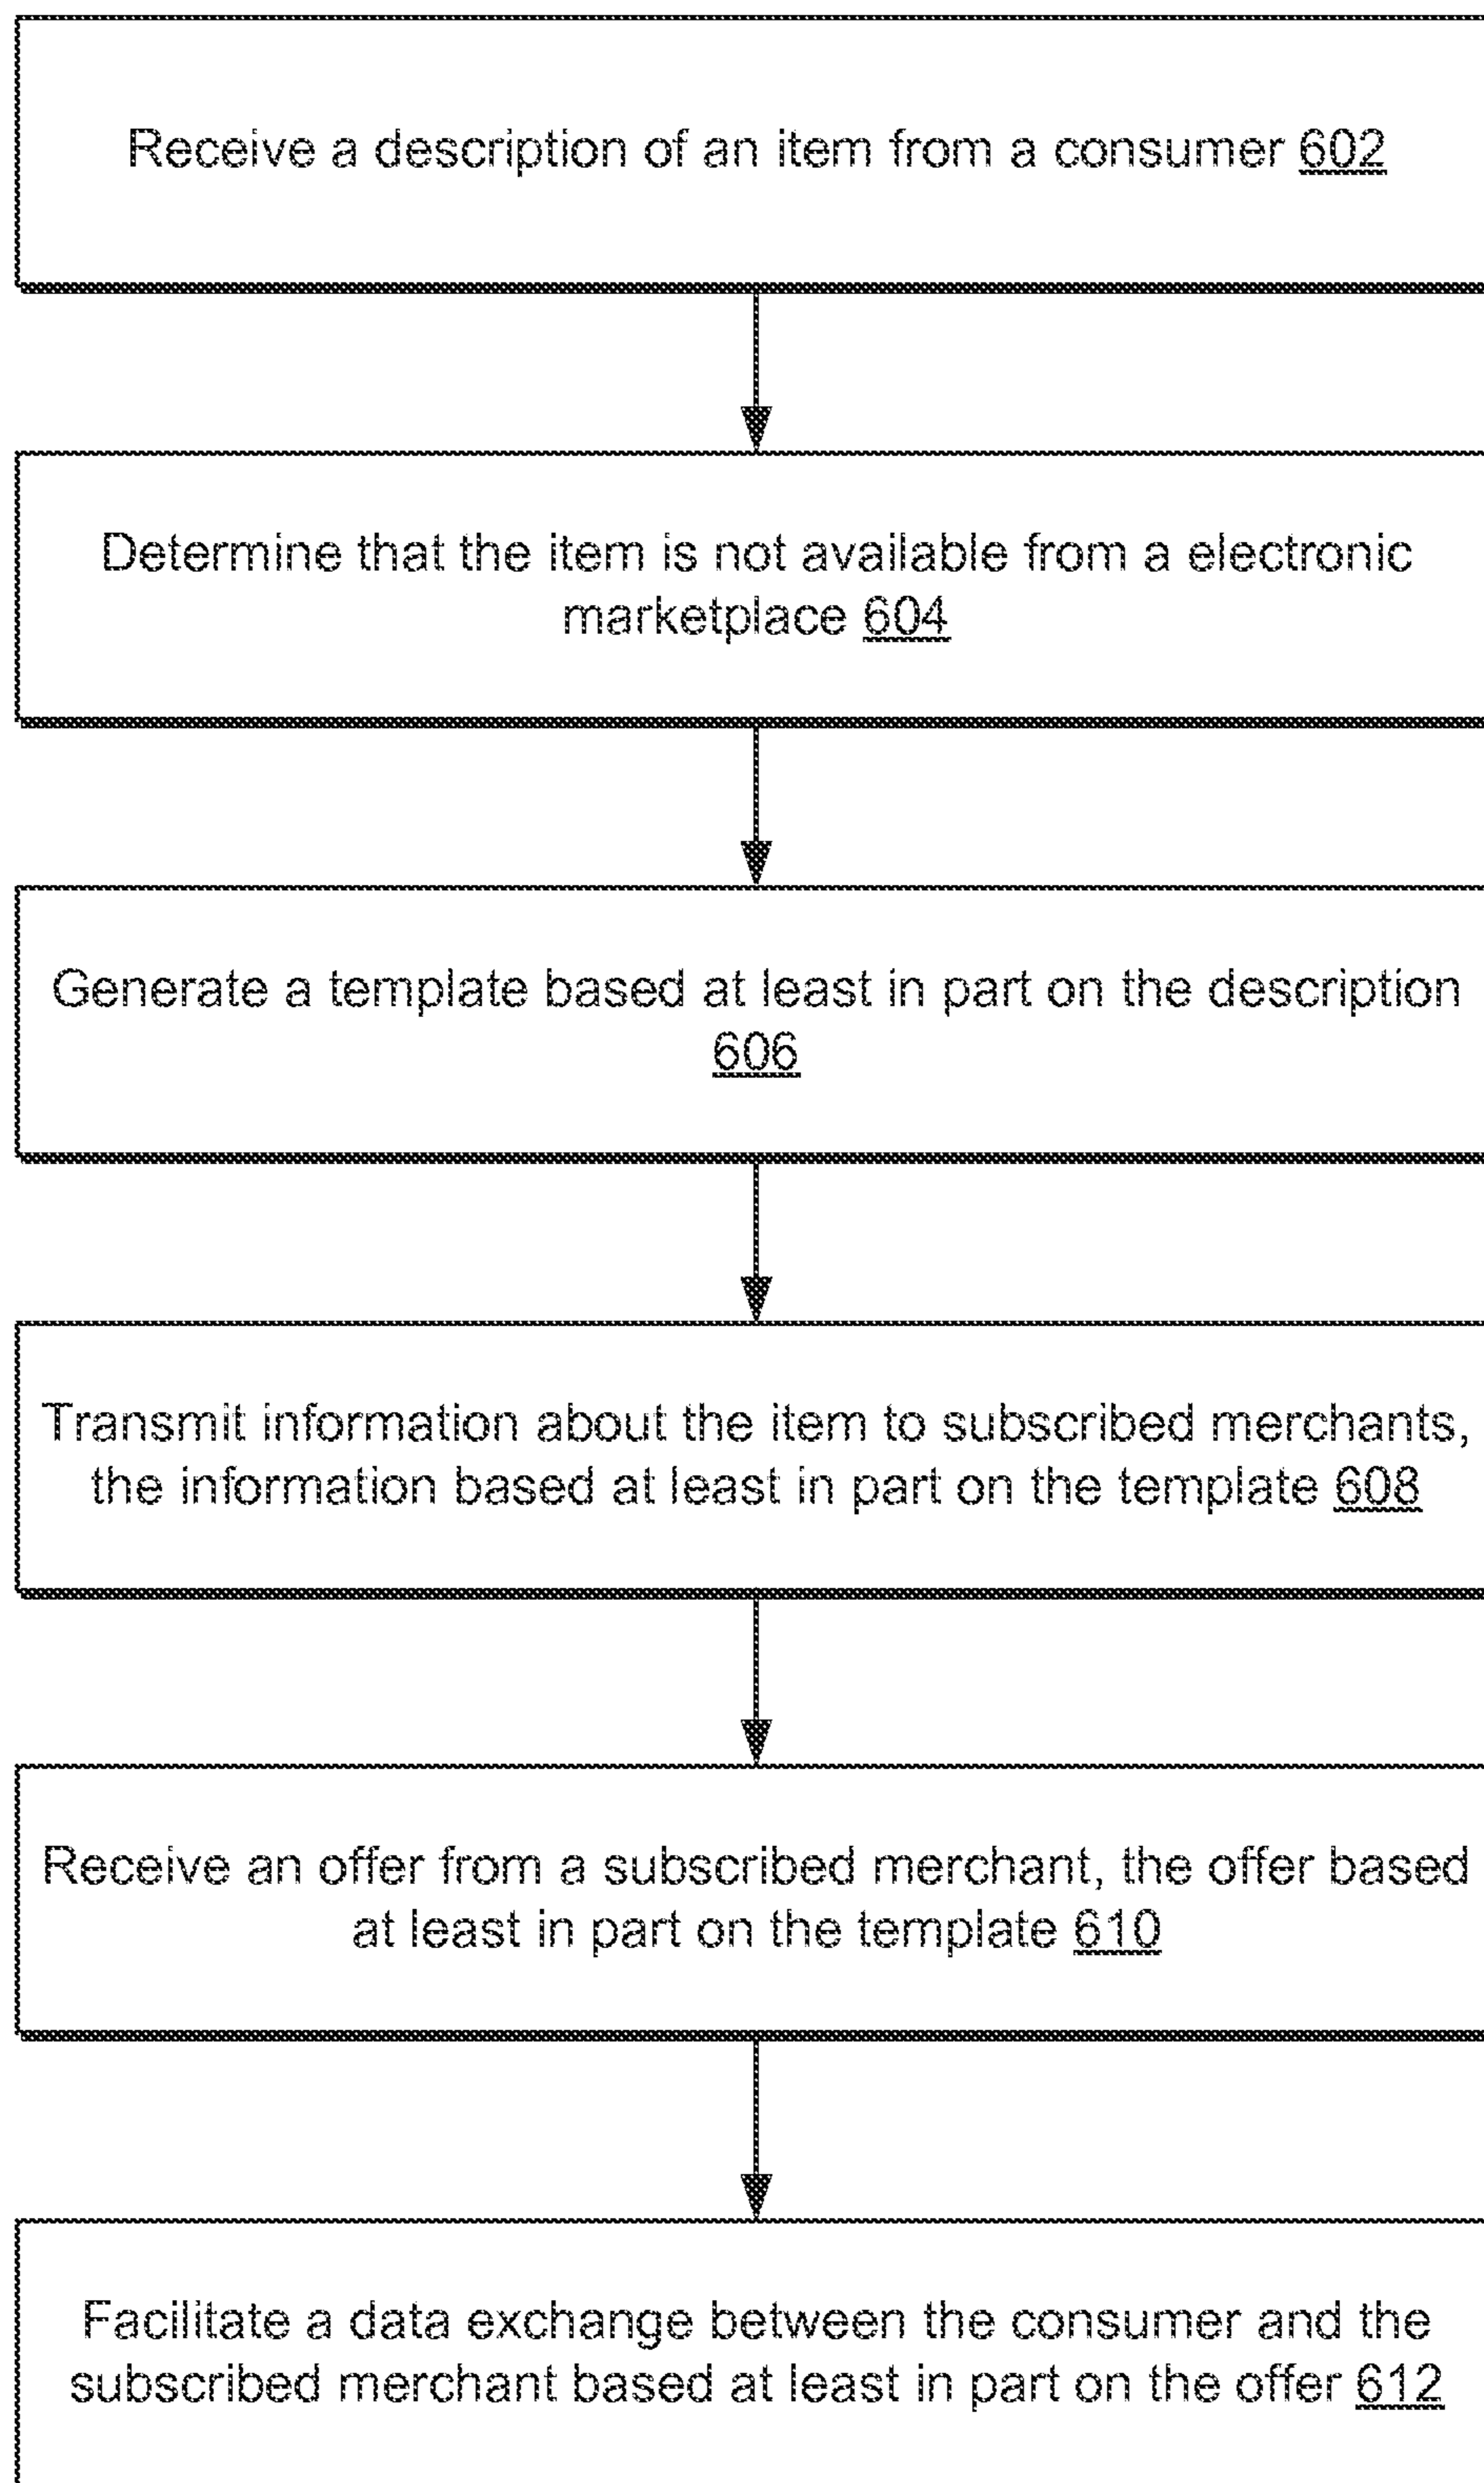 Receive a description of an item from a consumer 602
Determine that the item is not available from a electronic
marketplace 604
Generate a template based at least in part on the description
606
Transmit information about the item to subscribed merchants,
the information based at least in part on the template 608
Receive an offer from a subscribed merchant, the offer based
at least in part on the template 610
Facilitate a data exchange between the consumer and the
subscribed merchant based at least in part on the offer 612